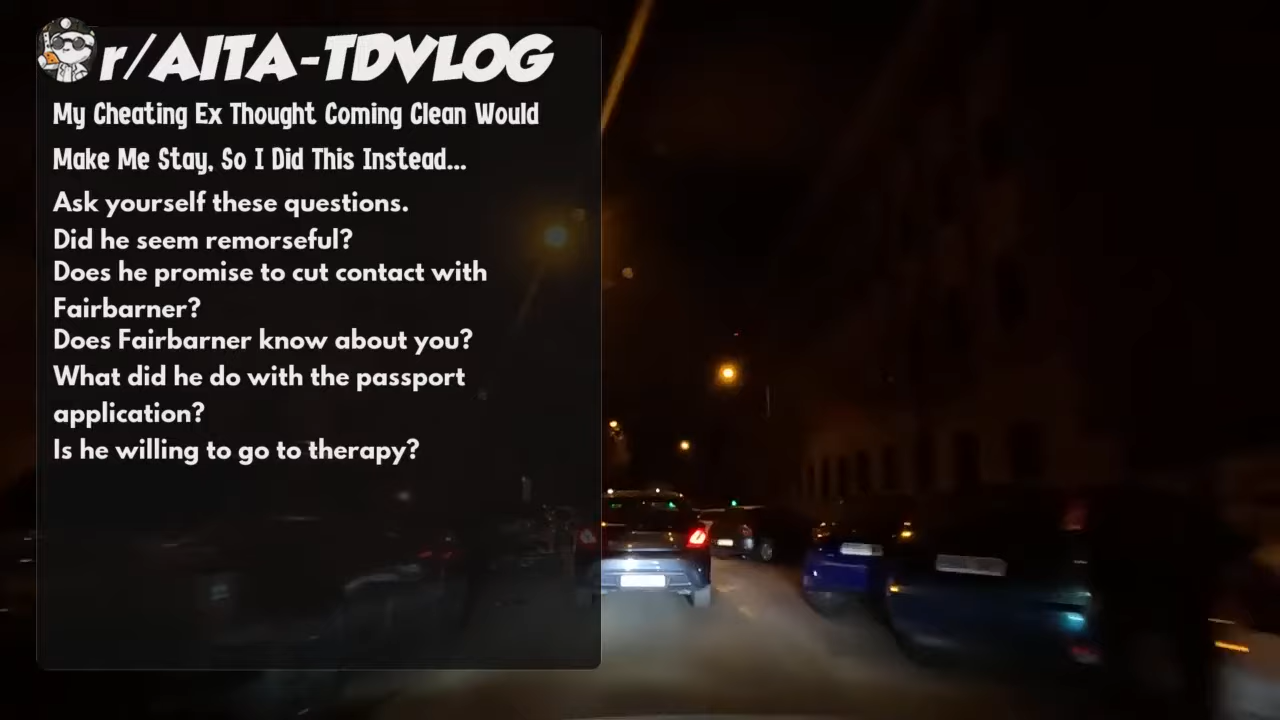 r/AITA-TDVLOG
My Cheating Ex Thought Coming Clean Would
Make Me Stay, So I Did This Instead...
Ask yourself these questions.
Did he seem remorseful?
Does he promise to cut contact with
Fairbarner?
Does Fairbarner know about you?
What did he do with the passport
application?
Is he willing to go to therapy?